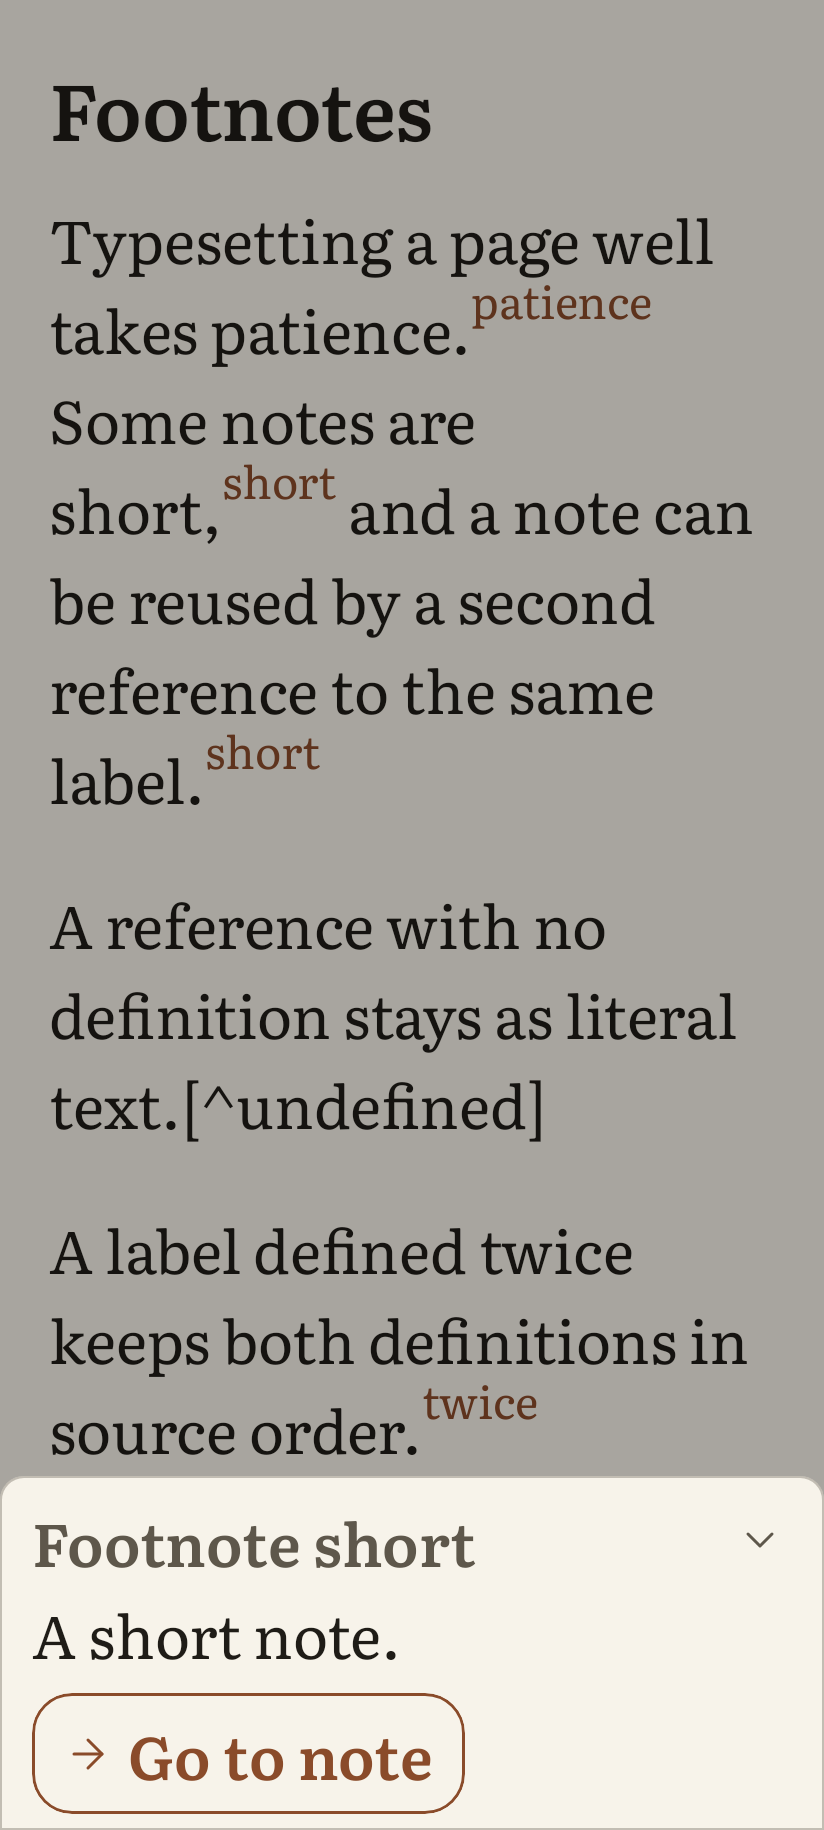 Footnotes
Typesetting a page well
takes patience.patience
Some notes are
short,short and a note can
be reused by a second
reference to the same
label.short
A reference with no
definition stays as literal
text.[^undefined]
A label defined twice
keeps both definitions in
source order.twice
Footnote short
A short note.
→ Go to note